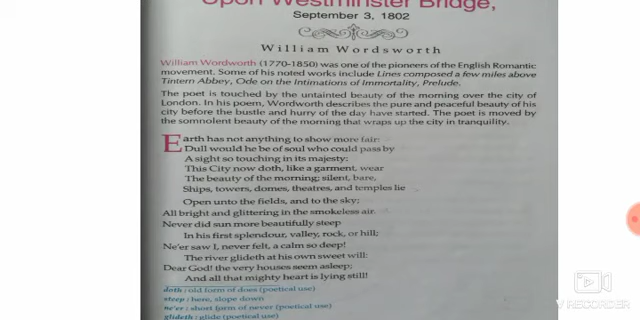 Upon Westminster Bridge,
September 3, 1802
William Wordsworth
William Wordworth (1770-1850) was one of the pioneers of the English Romantic
movement. Some of his noted works include Lines composed a few miles above
Tintern Abbey, Ode on the Intimations of Immortality, Prelude.
The poet is touched by the untainted beauty of the morning over the city of
London. In his poem, Wordworth describes the pure and peaceful beauty of his
city before the bustle and hurry of the day have started. The poet is moved by
the somnolent beauty of the morning that wraps up the city in tranquility.
Earth has not anything to show more fair:
Dull would he be of soul who could pass by
A sight so touching in its majesty:
This City now doth, like a garment, wear
The beauty of the morning; silent, bare,
Ships, towers, domes, theatres, and temples lie
Open unto the fields, and to the sky;
All bright and glittering in the smokeless air.
Never did sun more beautifully steep
In his first splendour, valley, rock, or hill;
Ne'er saw I, never felt, a calm so deep!
The river glideth at his own sweet will:
Dear God! the very houses seem asleep;
And all that mighty heart is lying still!
doth / old form of does (poetical use)
steep / here, slope down
ne'er / short form of never (poetical use)
glideth / glide (poetical use)
V RECORDER